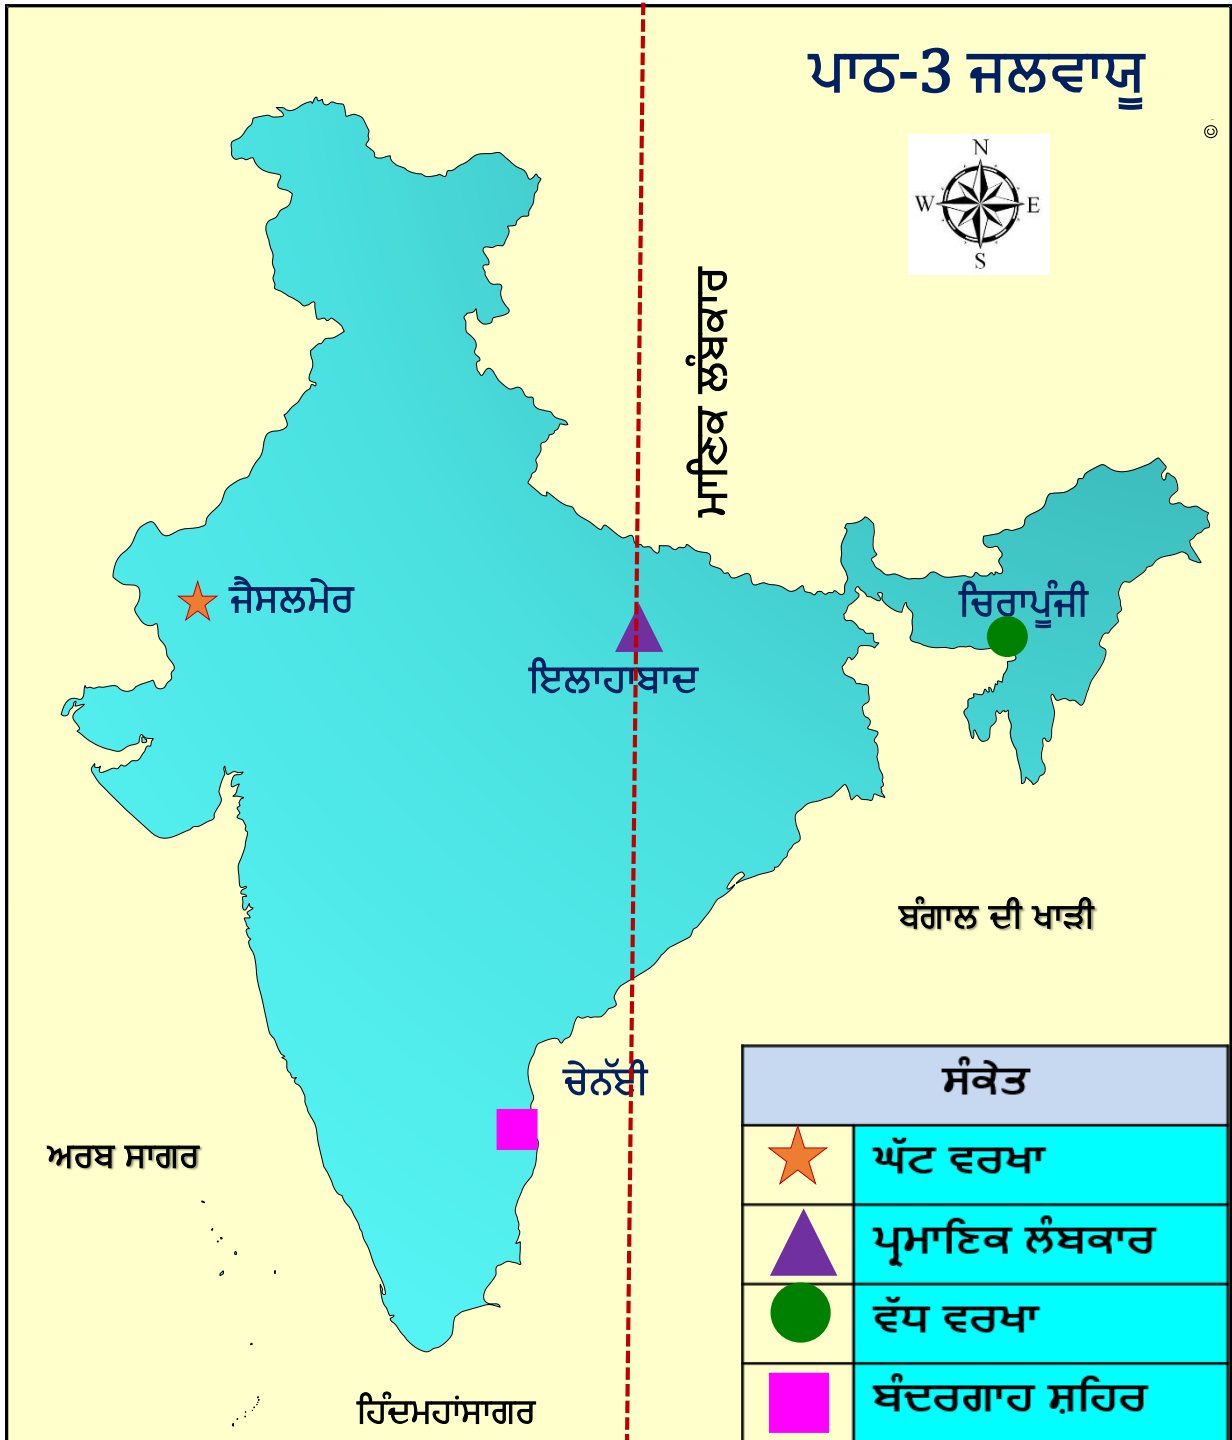 ਪਾਠ-3 ਜਲਵਾਯੂ
©
N
W E
S
ਮਾਣਿਕ ਲੰਬਕਾਰ
ਜੈਸਲਮੇਰ
ਚਿਰਾਪੂੰਜੀ
ਇਲਾਹਾਬਾਦ
ਬੰਗਾਲ ਦੀ ਖਾੜੀ
ਚੇਨੱਈ
ਅਰਬ ਸਾਗਰ
ਹਿੰਦਮਹਾਂਸਾਗਰ
ਸੰਕੇਤ
ਘੱਟ ਵਰਖਾ
ਪ੍ਰਮਾਣਿਕ ਲੰਬਕਾਰ
ਵੱਧ ਵਰਖਾ
ਬੰਦਰਗਾਹ ਸ਼ਹਿਰ